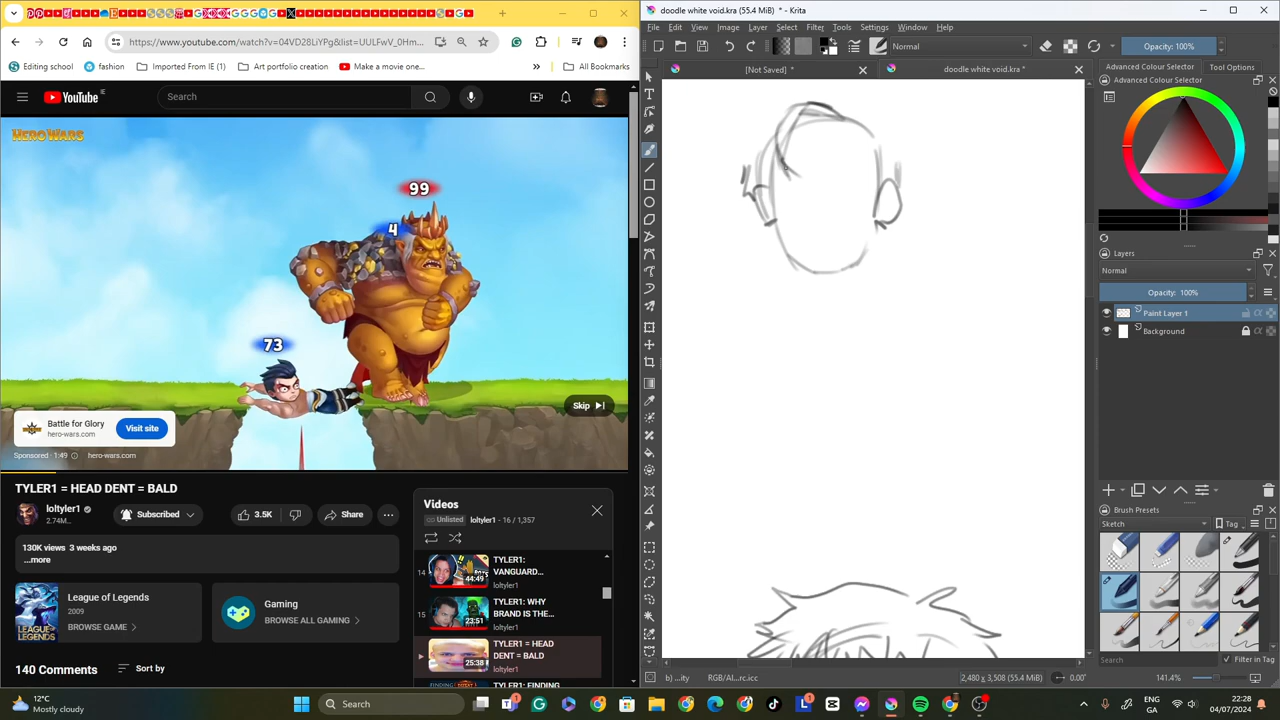 https://www.youtube.com/watch?v=04VD28LiYPg&list=UULFwV_0Hm...
Editing school
fashion
Imported From IE (1)
Art portfolio creation
Make a movie one...
All Bookmarks
YouTube IE
Search
HERO WARS
99
4
73
Skip
Battle for Glory
hero-wars.com
Visit site
Sponsored · 1:49
hero-wars.com
TYLER1 = HEAD DENT = BALD
loltyler1
2.74M...
Subscribed
3.5K
Share
130K views 3 weeks ago
...more
League of Legends
2009
BROWSE GAME
Gaming
BROWSE ALL GAMING
140 Comments
Sort by
Videos
Unlisted loltyler1 - 16 / 1,357
14
44:49
TYLER1:
VANGUARD...
loltyler1
15
23:51
TYLER1: WHY
BRAND IS THE...
loltyler1
25:38
TYLER1 = HEAD
DENT = BALD
loltyler1
TYLER1: FINDING
doodle white void.kra (55.4 MiB) * - Krita
File Edit View Image Layer Select Filter Tools Settings Window Help
Normal
Opacity: 100%
[Not Saved] *
doodle white void.kra *
Advanced Colour Selector
Tool Options
Advanced Colour Selector
Layers
Normal
Opacity: 100%
Paint Layer 1
Background
Brush Presets
Sketch
Tag
Search
Filter in Tag
b) ...ity
RGB/Al...rc.icc
2,480 x 3,508 (55.4 MiB)
0.00°
141.4%
12°C
Mostly cloudy
Search
1
1
ENG
GA
22:28
04/07/2024